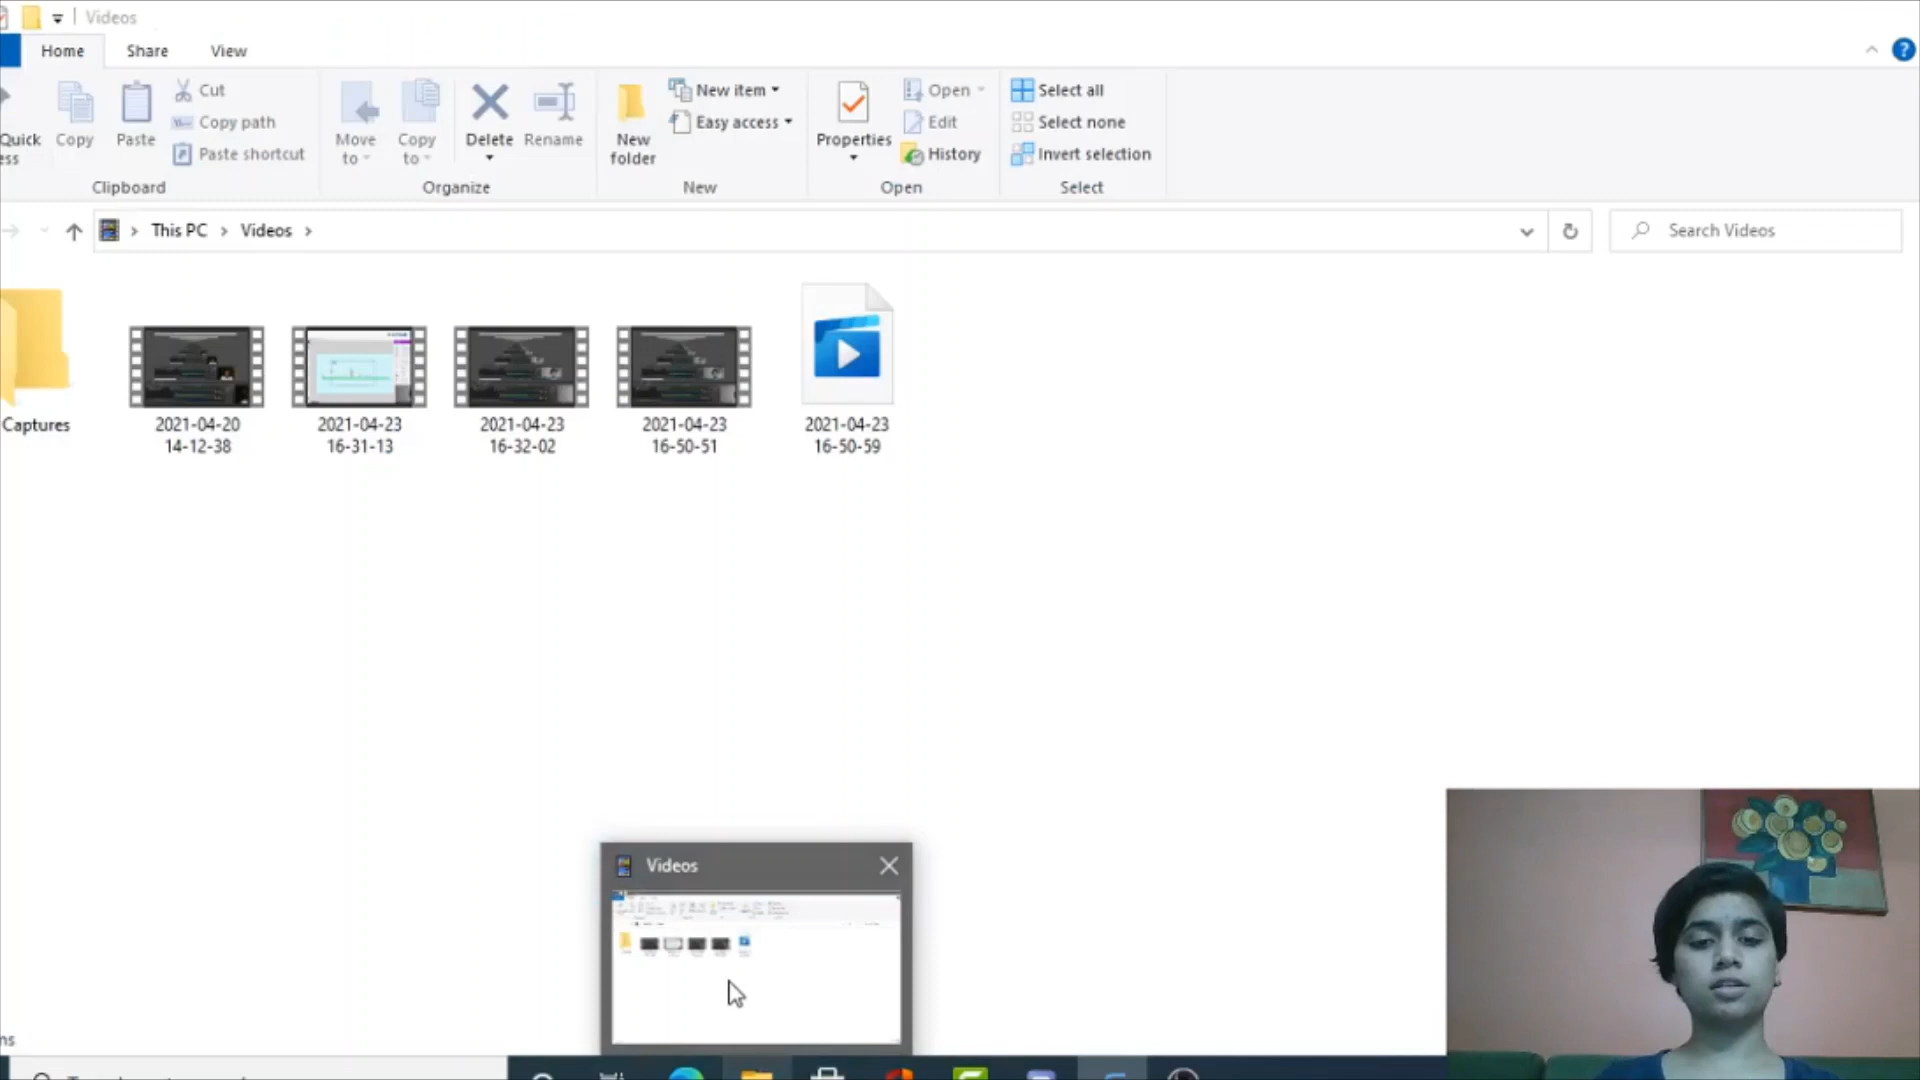 Videos
Home Share View
Cut
New item
Open
Select all
Copy path
Easy access
Edit
Select none
Quick
Copy
Paste
Move
Copy
Delete
Rename
New
Properties
ess
Paste shortcut
to
to
folder
History
Invert selection
Clipboard
Organize
New
Open
Select
This PC
Videos
Search Videos
Captures
2021-04-20
14-12-38
2021-04-23
16-31-13
2021-04-23
16-32-02
2021-04-23
16-50-51
2021-04-23
16-50-59
Videos
ms